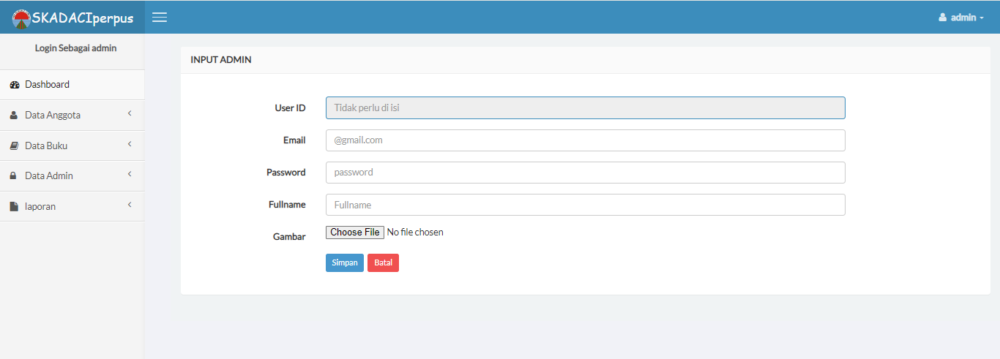 SKADACIperpus
admin
Login Sebagai admin
Dashboard
Data Anggota
Data Buku
Data Admin
laporan
INPUT ADMIN
User ID Tidak perlu di isi
Email @gmail.com
Password password
Fullname Fullname
Gambar Choose File No file chosen
Simpan Batal